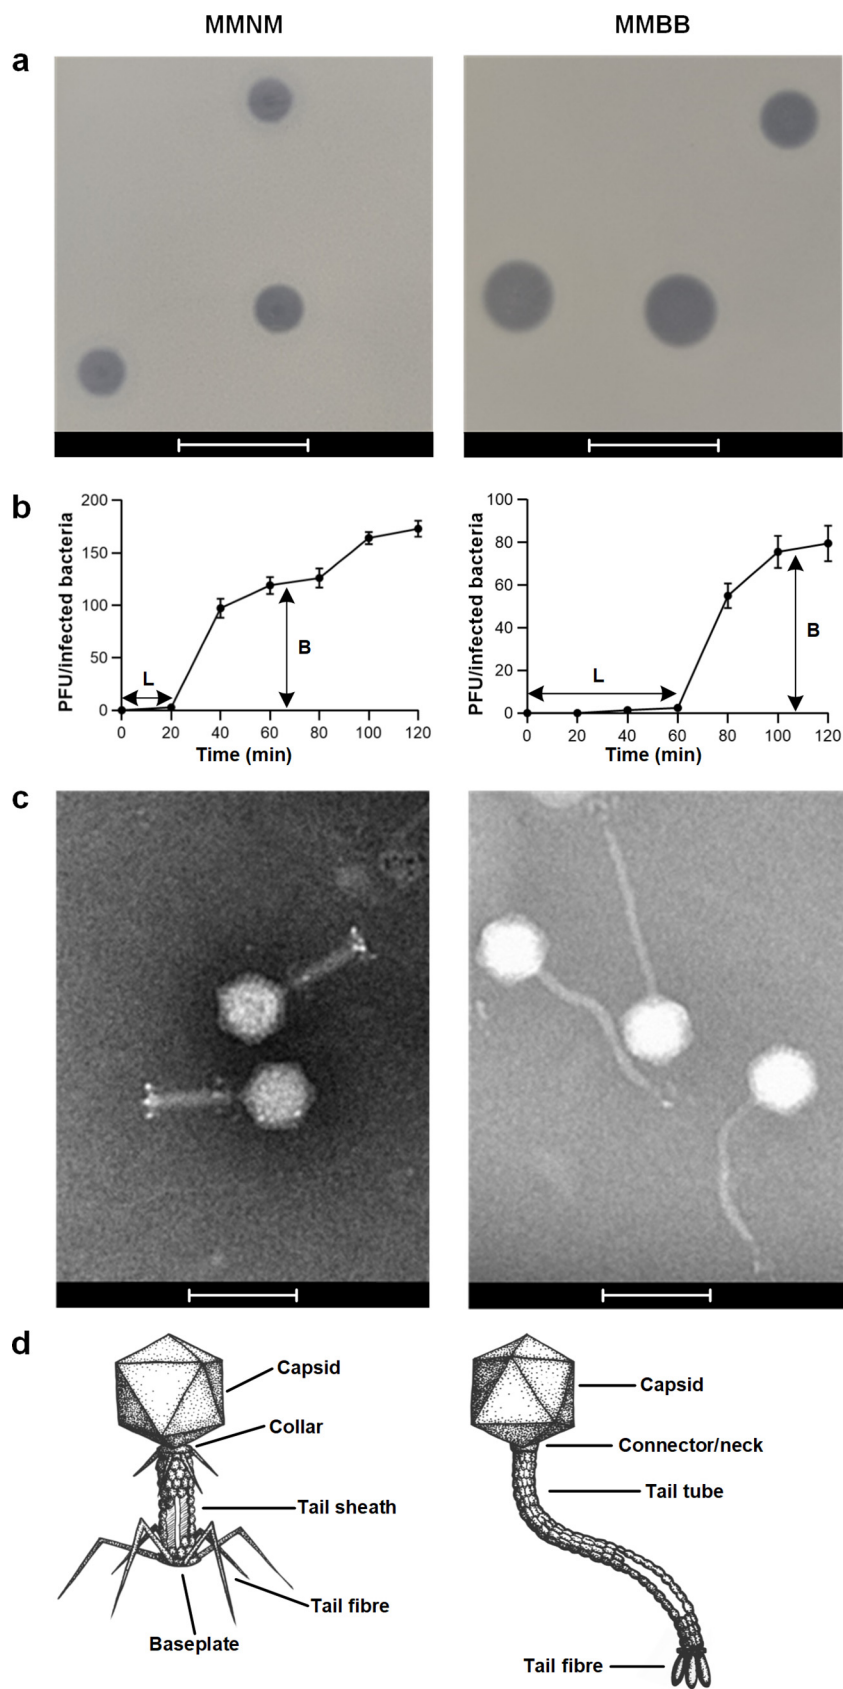 MMNM MMBB
a
b
PFU/infected bacteria
200
150
100
50
0
L
B
0 20 40 60 80 100 120
Time (min)
PFU/infected bacteria
100
80
60
40
20
0
L
B
0 20 40 60 80 100 120
Time (min)
c
d
Capsid
Collar
Tail sheath
Tail fibre
Baseplate
Capsid
Connector/neck
Tail tube
Tail fibre